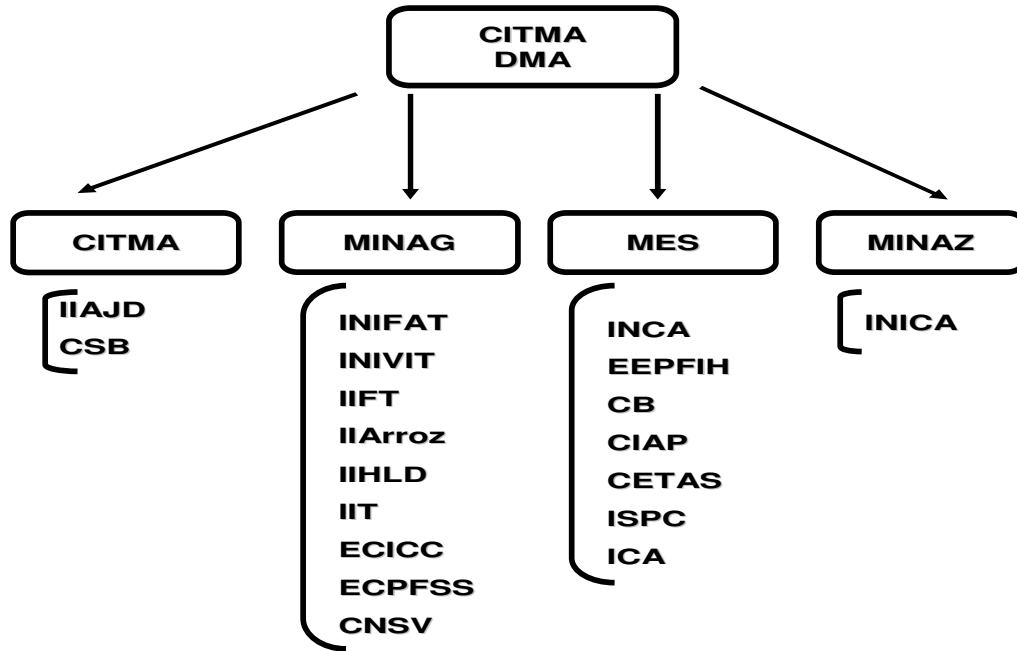 CITMA
DMA
CITMA
MINAG
MES
MINAZ
IIAJD
CSB
INIFAT
INIVIT
IIFT
IIArroz
IIHLD
IIT
ECICC
ECPFSS
CNSV
INCA
EEPFIH
CB
CIAP
CETAS
ISPC
ICA
INICA